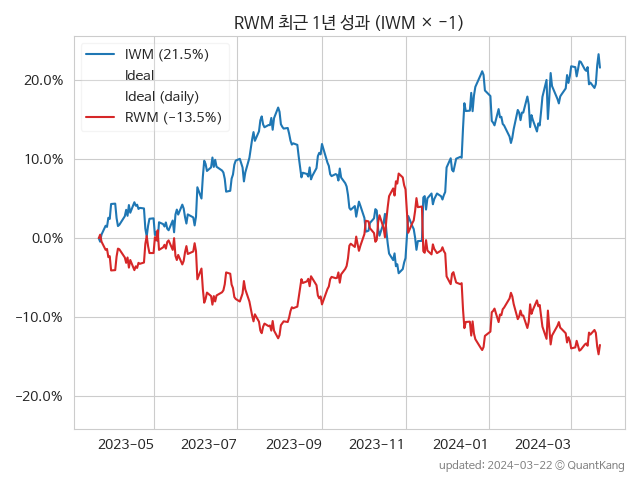 RWM 최근 1년 성과 (IWM × −1)
IWM (21.5%)
Ideal
Ideal (daily)
RWM (−13.5%)
20.0%
10.0%
0.0%
−10.0%
−20.0%
2023-05 2023-07 2023-09 2023-11 2024-01 2024-03
updated: 2024-03-22 © QuantKang